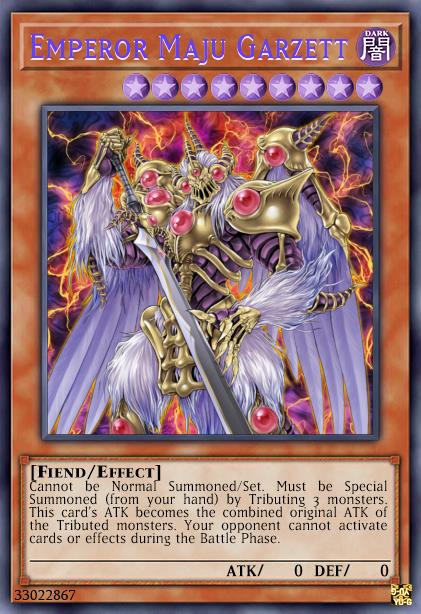 EMPEROR MAJU GARZETT
DARK
闇
[FIEND/EFFECT]
Cannot be Normal Summoned/Set. Must be Special
Summoned (from your hand) by Tributing 3 monsters.
This card's ATK becomes the combined original ATK of
the Tributed monsters. Your opponent cannot activate
cards or effects during the Battle Phase.
ATK/ 0 DEF/ 0
33022867